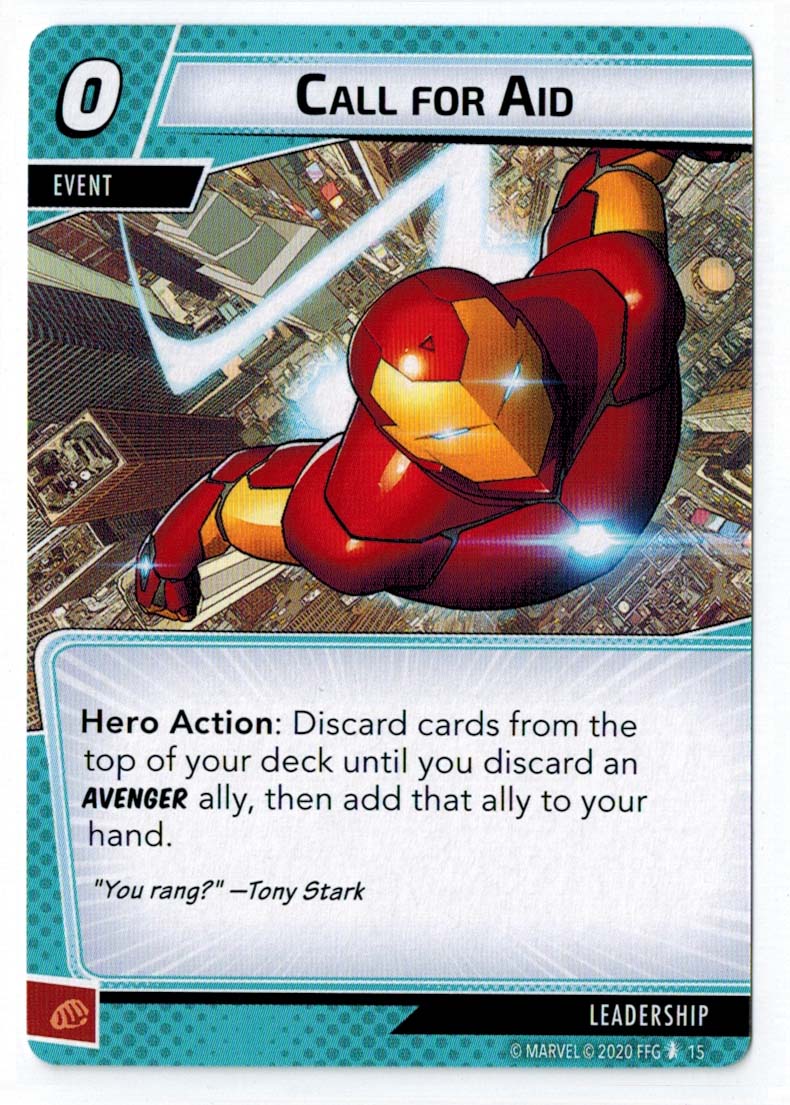 0
CALL FOR AID
EVENT
Hero Action: Discard cards from the
top of your deck until you discard an
AVENGER ally, then add that ally to your
hand.
"You rang?" —Tony Stark
LEADERSHIP
© MARVEL © 2020 FFG 15